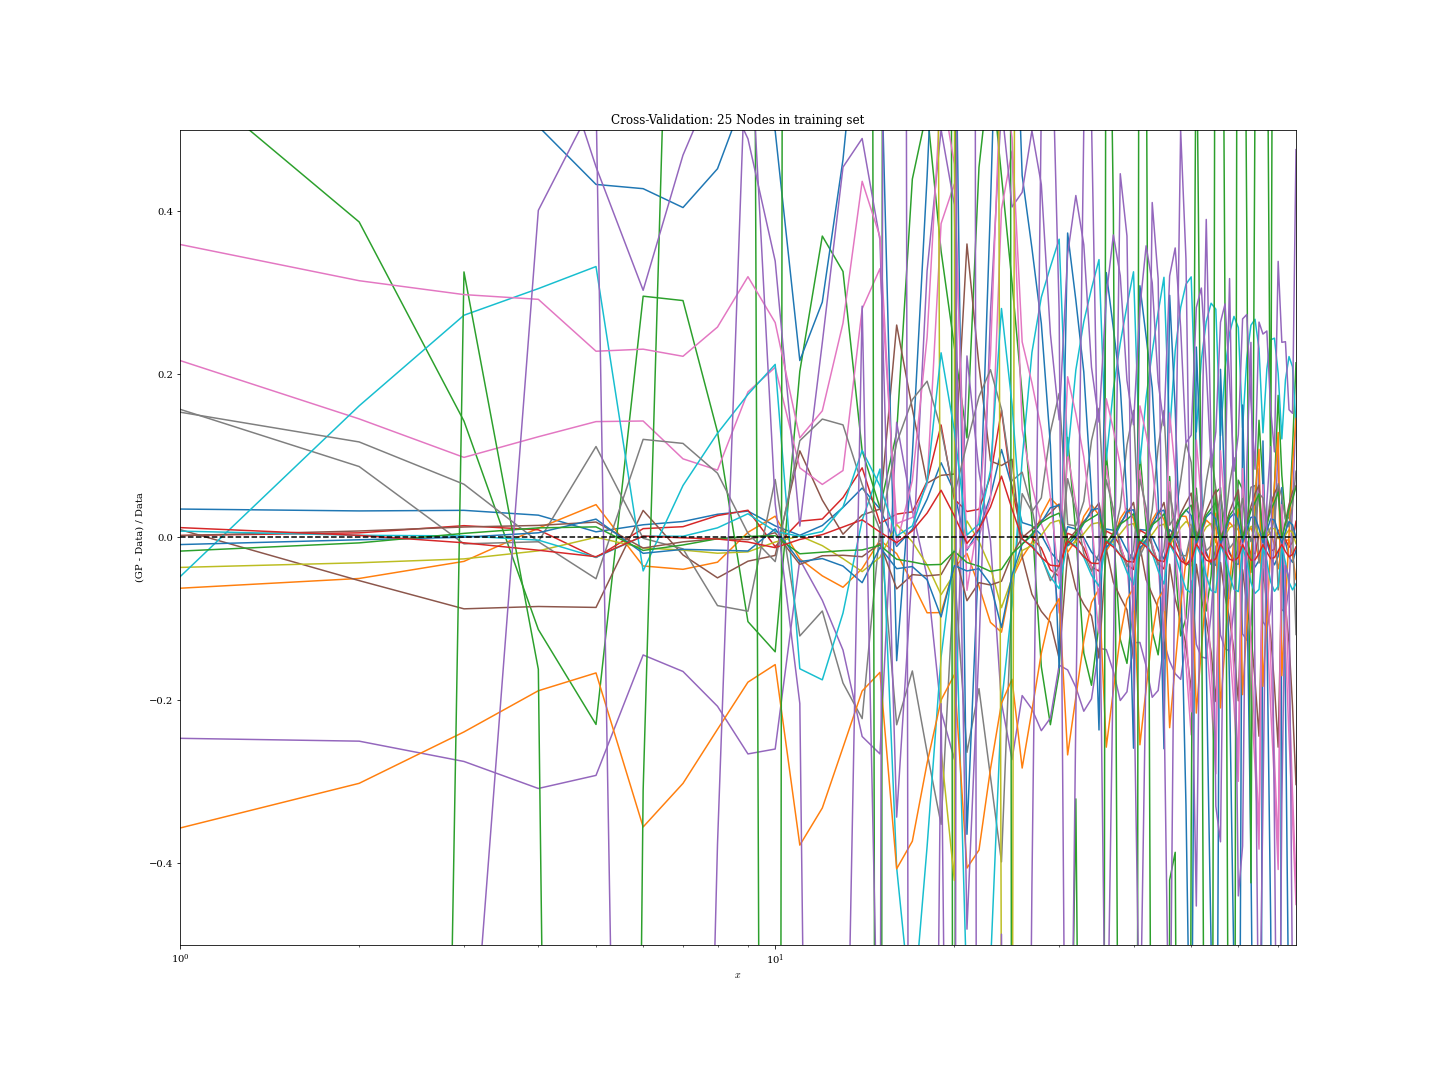 Cross-Validation: 25 Nodes in training set
(GP - Data) / Data
0.4
0.2
0.0
−0.2
−0.4
10⁰
10¹
x